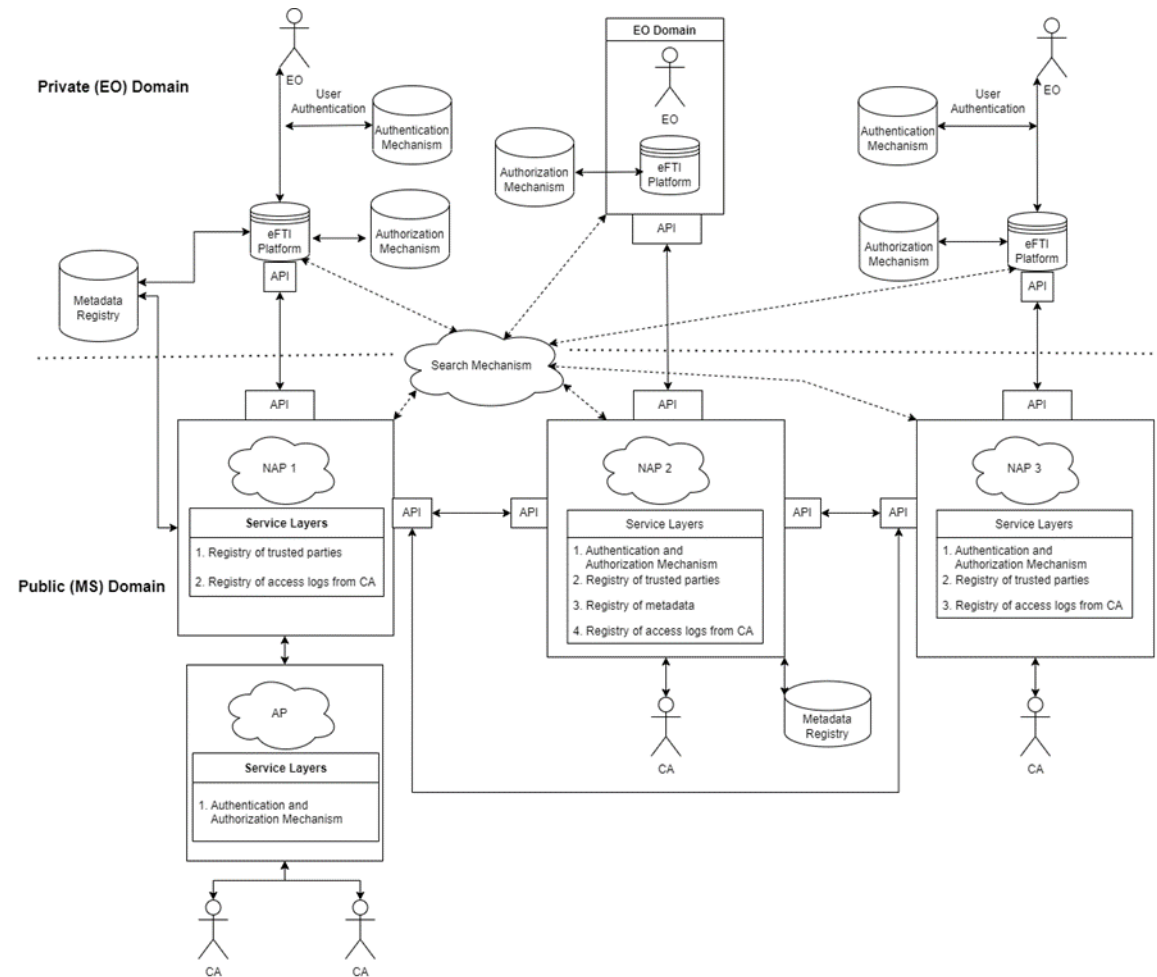 EO Domain
Private (EO) Domain
EO
User
Authentication
Authentication
Mechanism
EO
User
Authentication
Authentication
Mechanism
EO
Authorization
Mechanism
eFTI
Platform
eFTI
Platform
Authorization
Mechanism
Authorization
Mechanism
eFTI
Platform
API
API
API
Metadata
Registry
Search Mechanism
API
API
API
NAP 1
NAP 2
NAP 3
API
API
API
API
Service Layers
1. Registry of trusted parties
2. Registry of access logs from CA
Service Layers
1. Authentication and
Authorization Mechanism
2. Registry of trusted parties
3. Registry of metadata
4. Registry of access logs from CA
Service Layers
1. Authentication and
Authorization Mechanism
2. Registry of trusted parties
3. Registry of access logs from CA
Public (MS) Domain
AP
Service Layers
1. Authentication and
Authorization Mechanism
CA
Metadata
Registry
CA
CA
CA